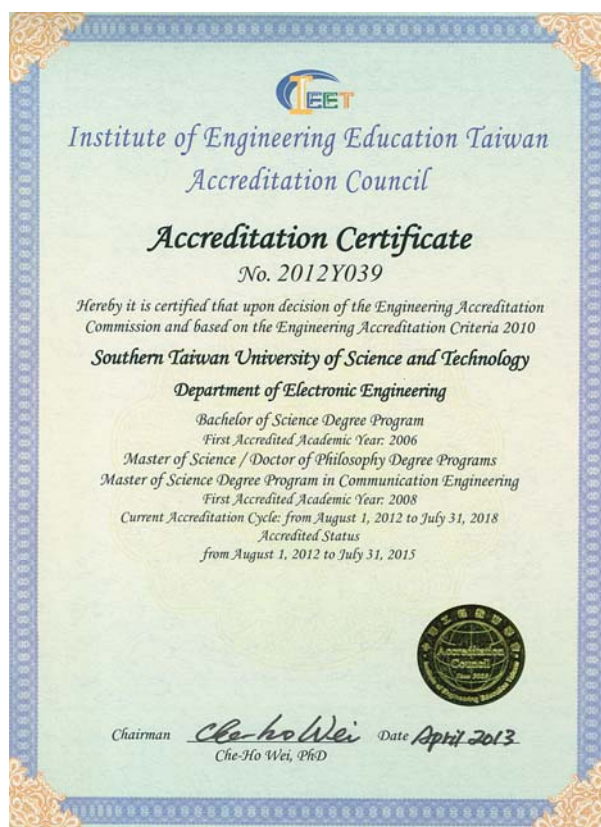 IEET
Institute of Engineering Education Taiwan
Accreditation Council
Accreditation Certificate
No. 2012Y039
Hereby it is certified that upon decision of the Engineering Accreditation
Commission and based on the Engineering Accreditation Criteria 2010
Southern Taiwan University of Science and Technology
Department of Electronic Engineering
Bachelor of Science Degree Program
First Accredited Academic Year: 2006
Master of Science / Doctor of Philosophy Degree Programs
Master of Science Degree Program in Communication Engineering
First Accredited Academic Year: 2008
Current Accreditation Cycle: from August 1, 2012 to July 31, 2018
Accredited Status
from August 1, 2012 to July 31, 2015
Accreditation
Council
Chairman Che-ho Wei Date April 2013
Che-Ho Wei, PhD